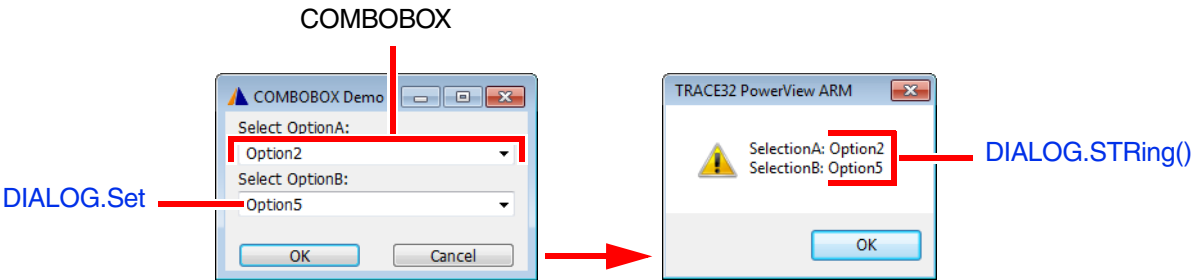 COMBOBOX
COMBOBOX Demo
Select OptionA:
Option2
Select OptionB:
Option5
OK
Cancel
DIALOG.Set
TRACE32 PowerView ARM
SelectionA: Option2
SelectionB: Option5
OK
DIALOG.STRing()